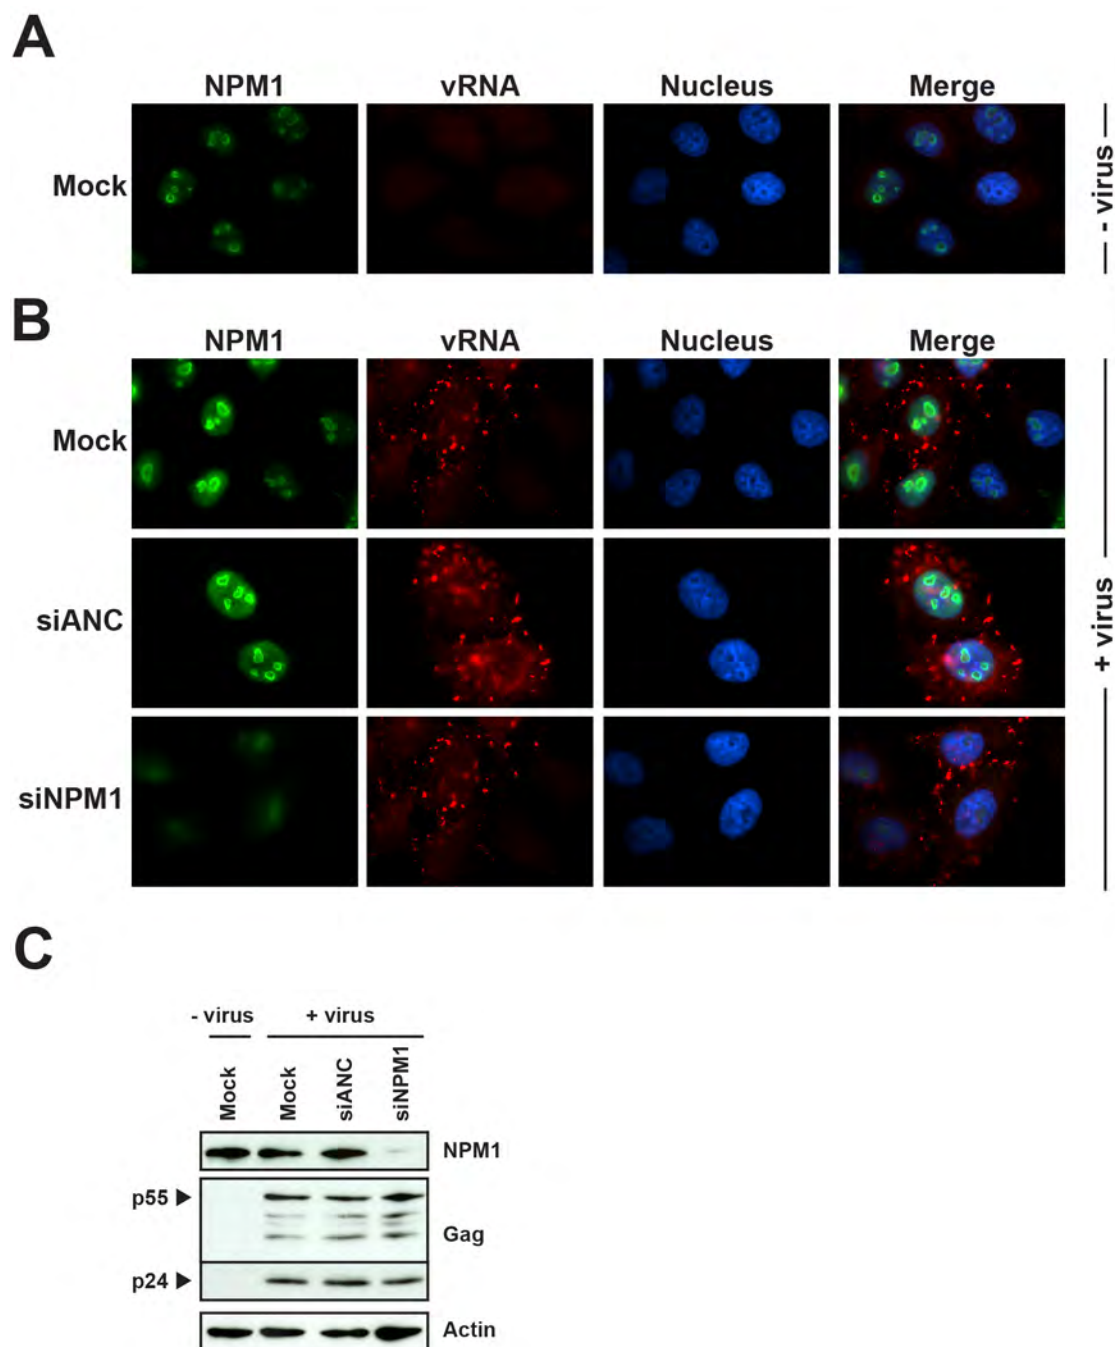 A
NPM1 vRNA Nucleus Merge
Mock
- virus
B
NPM1 vRNA Nucleus Merge
Mock
siANC
siNPM1
+ virus
C
- virus + virus
Mock Mock siANC siNPM1
NPM1
p55
Gag
p24
Actin